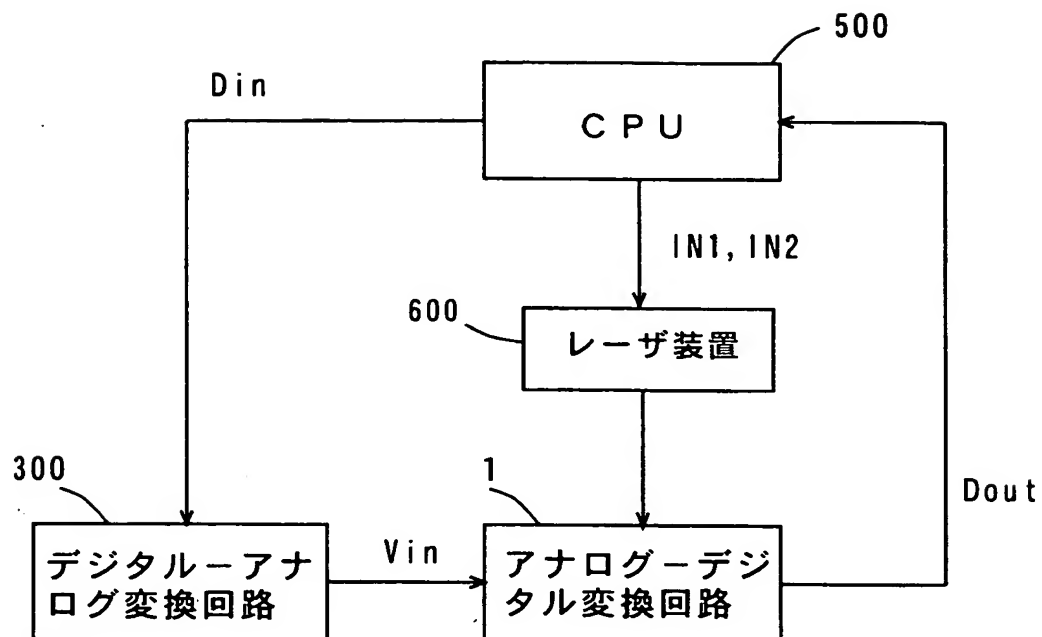 500
Din
CPU
IN1, IN2
600
レーザ装置
300
1
Dout
デジタル－アナ
ログ変換回路
Vin
アナログ－デジ
タル変換回路